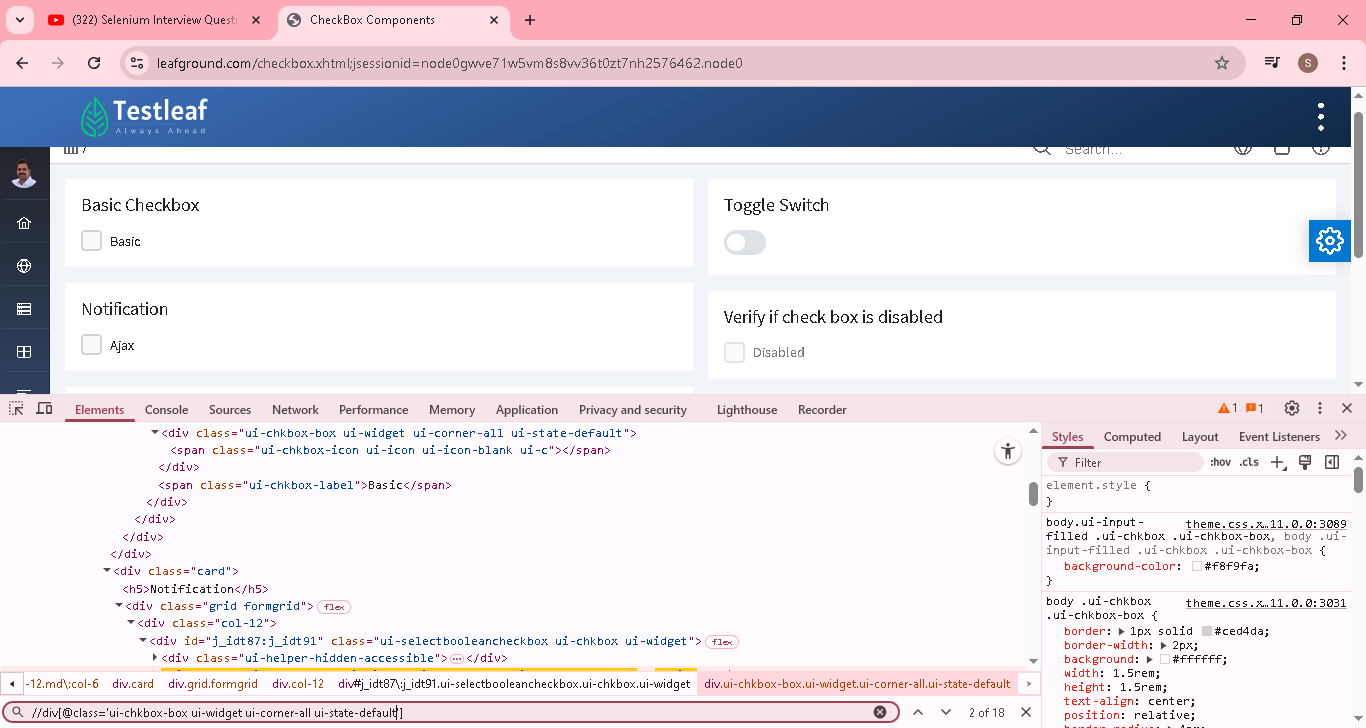 (322) Selenium Interview Questi
CheckBox Components
leafground.com/checkbox.xhtml;jsessionid=node0gwve71w5vm8s8vv36t0zt7nh2576462.node0
S
Testleaf
Always Ahead
/
Search...
Basic Checkbox
Basic
Toggle Switch
Notification
Ajax
Verify if check box is disabled
Disabled
Elements Console Sources Network Performance Memory Application Privacy and security Lighthouse Recorder 1 1
<div class="ui-chkbox-box ui-widget ui-corner-all ui-state-default">
<span class="ui-chkbox-icon ui-icon ui-icon-blank ui-c"></span>
</div>
<span class="ui-chkbox-label">Basic</span>
</div>
</div>
</div>
</div>
<div class="card">
<h5>Notification</h5>
<div class="grid formgrid"> flex
<div class="col-12">
<div id="j_idt87:j_idt91" class="ui-selectbooleancheckbox ui-chkbox ui-widget"> flex
<div class="ui-helper-hidden-accessible">…</div>
-12.md\:col-6 div.card div.grid.formgrid div.col-12 div#j_idt87\:j_idt91.ui-selectbooleancheckbox.ui-chkbox.ui-widget div.ui-chkbox-box.ui-widget.ui-corner-all.ui-state-default
//div[@class='ui-chkbox-box ui-widget ui-corner-all ui-state-default'] 2 of 18
Styles Computed Layout Event Listeners
Filter :hov .cls
element.style {
}
body.ui-input- theme.css.x…11.0.0:3089
filled .ui-chkbox .ui-chkbox-box, body .ui-
input-filled .ui-chkbox .ui-chkbox-box {
background-color: #f8f9fa;
}
body .ui-chkbox theme.css.x…11.0.0:3031
.ui-chkbox-box {
border: 1px solid #ced4da;
border-width: 2px;
background: #ffffff;
width: 1.5rem;
height: 1.5rem;
text-align: center;
position: relative;